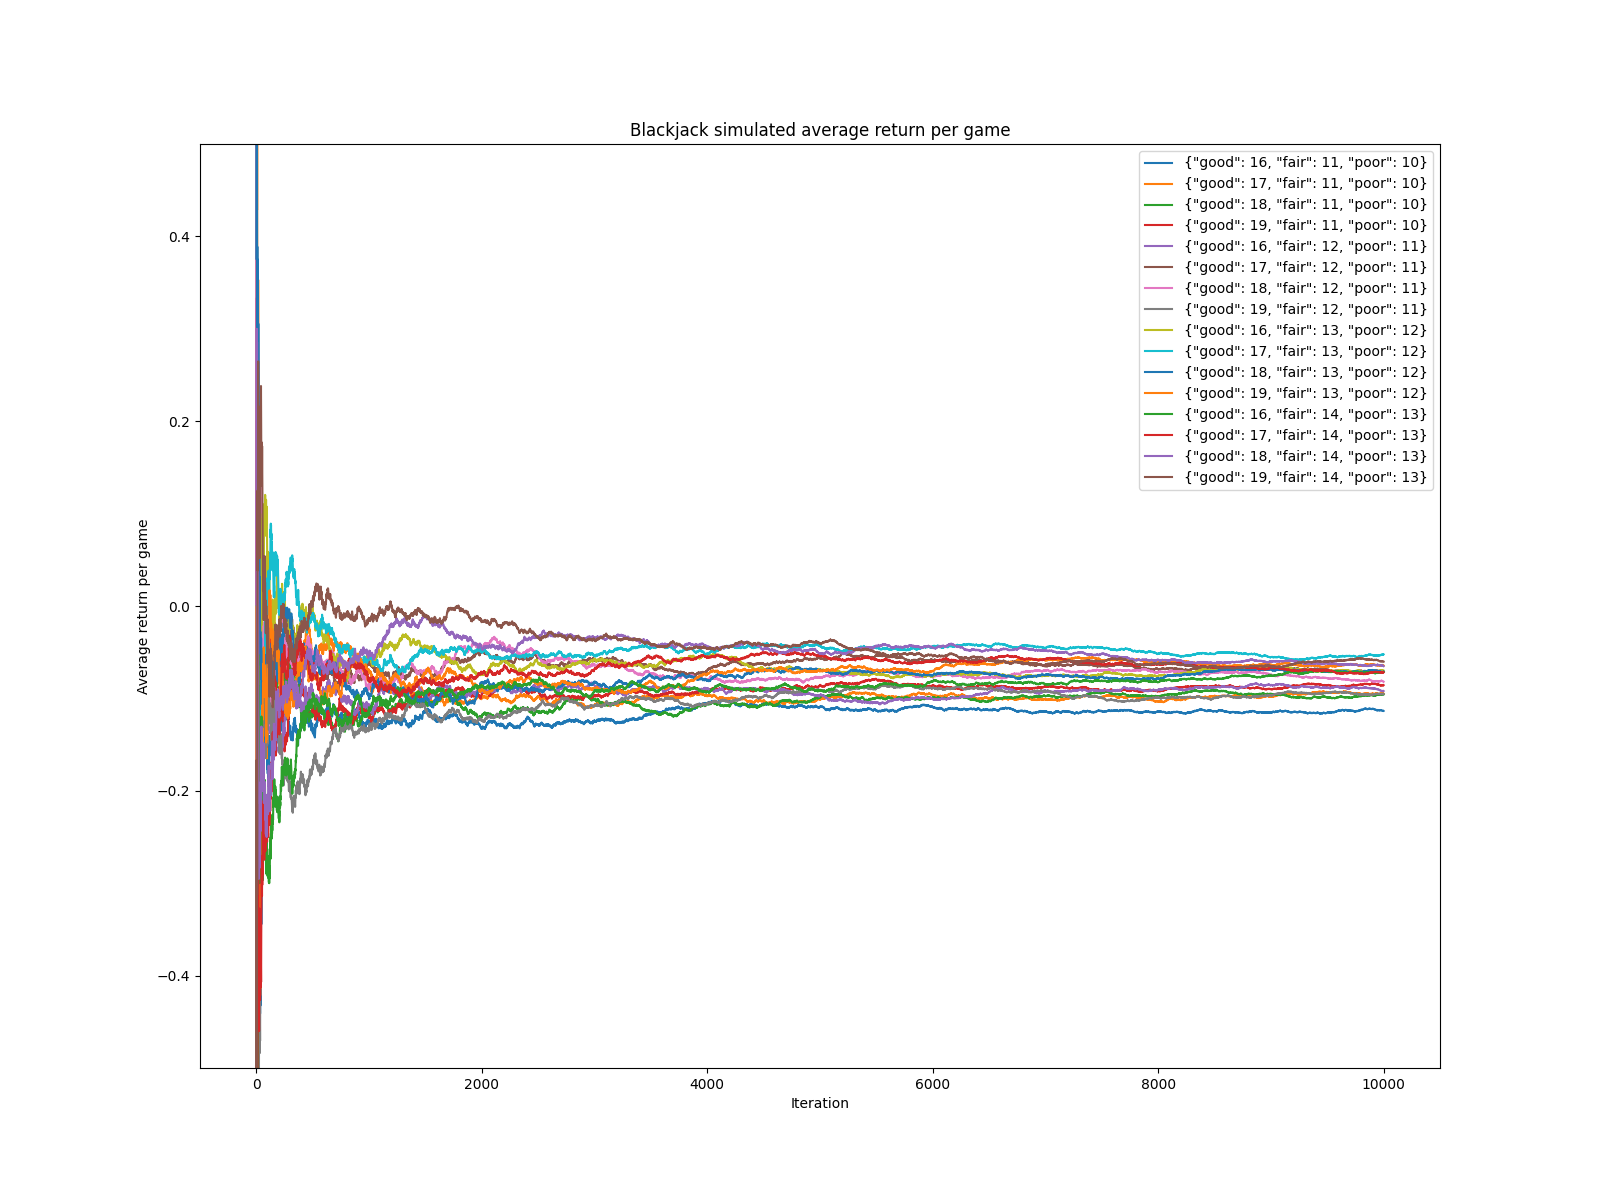 Blackjack simulated average return per game
{"good": 16, "fair": 11, "poor": 10}
{"good": 17, "fair": 11, "poor": 10}
{"good": 18, "fair": 11, "poor": 10}
{"good": 19, "fair": 11, "poor": 10}
{"good": 16, "fair": 12, "poor": 11}
{"good": 17, "fair": 12, "poor": 11}
{"good": 18, "fair": 12, "poor": 11}
{"good": 19, "fair": 12, "poor": 11}
{"good": 16, "fair": 13, "poor": 12}
{"good": 17, "fair": 13, "poor": 12}
{"good": 18, "fair": 13, "poor": 12}
{"good": 19, "fair": 13, "poor": 12}
{"good": 16, "fair": 14, "poor": 13}
{"good": 17, "fair": 14, "poor": 13}
{"good": 18, "fair": 14, "poor": 13}
{"good": 19, "fair": 14, "poor": 13}
Average return per game
0.4
0.2
0.0
−0.2
−0.4
0 2000 4000 6000 8000 10000
Iteration